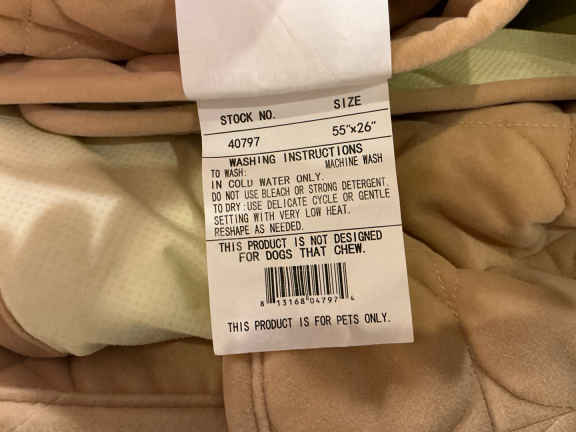 STOCK NO. SIZE
40797 55"x26"
WASHING INSTRUCTIONS
TO WASH: MACHINE WASH
IN COLD WATER ONLY.
DO NOT USE BLEACH OR STRONG DETERGENT.
TO DRY:USE DELICATE CYCLE OR GENTLE
SETTING WITH VERY LOW HEAT.
RESHAPE AS NEEDED.
THIS PRODUCT IS NOT DESIGNED
FOR DOGS THAT CHEW.
8 13168 04797 4
THIS PRODUCT IS FOR PETS ONLY.